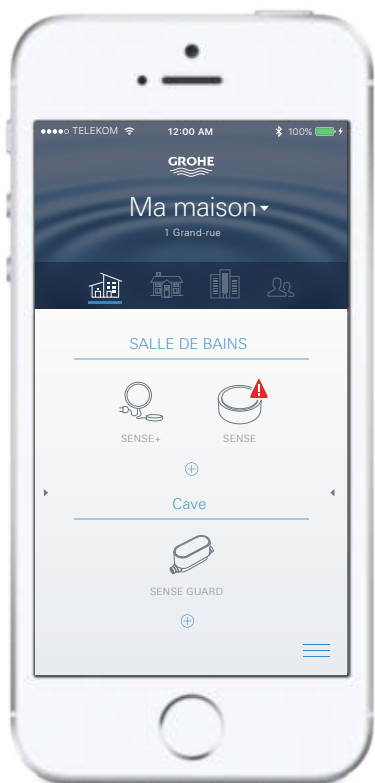 TELEKOM 12:00 AM 100%
GROHE
Ma maison
1 Grand-rue
SALLE DE BAINS
SENSE+ SENSE
Cave
SENSE GUARD